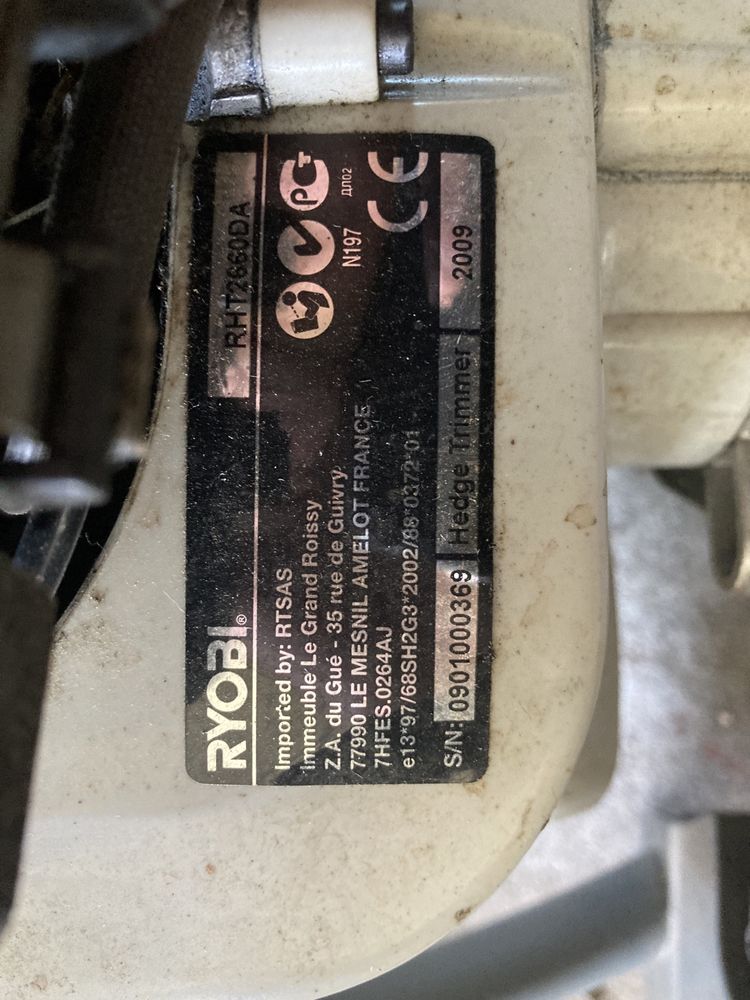 RYOBI®
RHT2660DA
Imported by: RTSAS
Immeuble Le Grand Roissy
Z.A. du Gué - 35 rue de Guivry
77990 LE MESNIL AMELOT FRANCE
7HFES.0264AJ
e13*97/68SH2G3*2002/88*0372*01
N197
ДЛ02
S/N: 0901000369 Hedge Trimmer 2009